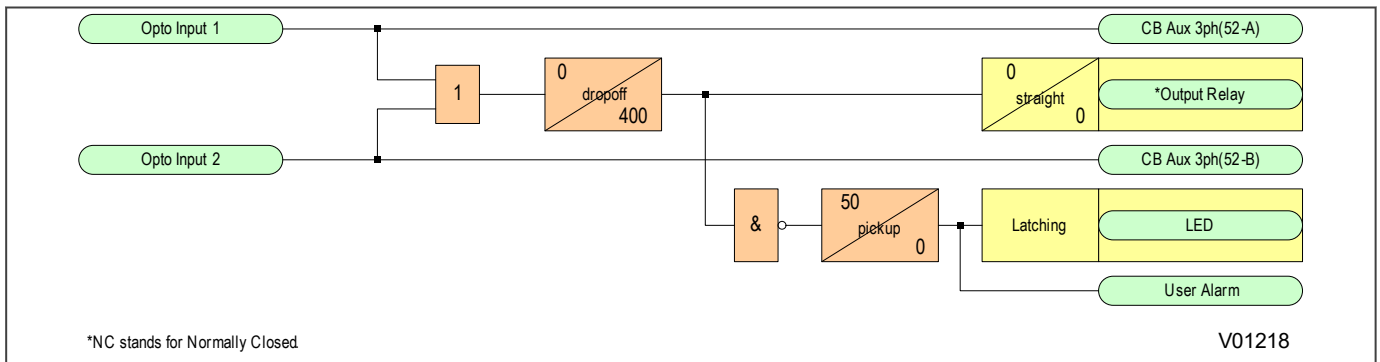 Opto Input 1
CB Aux 3ph(52-A)
1
0
dropoff
400
0
straight
0
*Output Relay
Opto Input 2
CB Aux 3ph(52-B)
&
50
pickup
0
Latching
LED
User Alarm
*NC stands for Normally Closed.
V01218